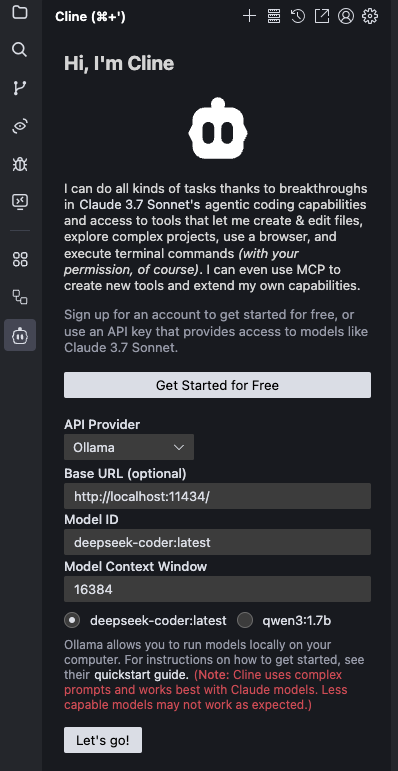 Cline (⌘+')
Hi, I'm Cline
I can do all kinds of tasks thanks to breakthroughs
in Claude 3.7 Sonnet's agentic coding capabilities
and access to tools that let me create & edit files,
explore complex projects, use a browser, and
execute terminal commands (with your
permission, of course). I can even use MCP to
create new tools and extend my own capabilities.
Sign up for an account to get started for free, or
use an API key that provides access to models like
Claude 3.7 Sonnet.
Get Started for Free
API Provider
Ollama
Base URL (optional)
http://localhost:11434/
Model ID
deepseek-coder:latest
Model Context Window
16384
deepseek-coder:latest qwen3:1.7b
Ollama allows you to run models locally on your
computer. For instructions on how to get started, see
their quickstart guide. (Note: Cline uses complex
prompts and works best with Claude models. Less
capable models may not work as expected.)
Let's go!